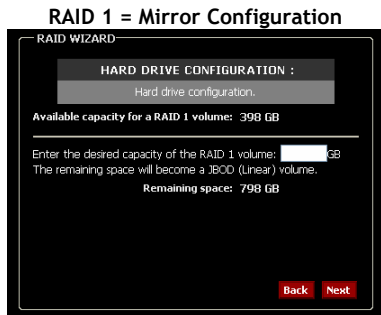 RAID 1 = Mirror Configuration
RAID WIZARD
HARD DRIVE CONFIGURATION :
Hard drive configuration.
Available capacity for a RAID 1 volume: 398 GB
Enter the desired capacity of the RAID 1 volume: GB
The remaining space will become a JBOD (Linear) volume.
Remaining space: 798 GB
Back Next